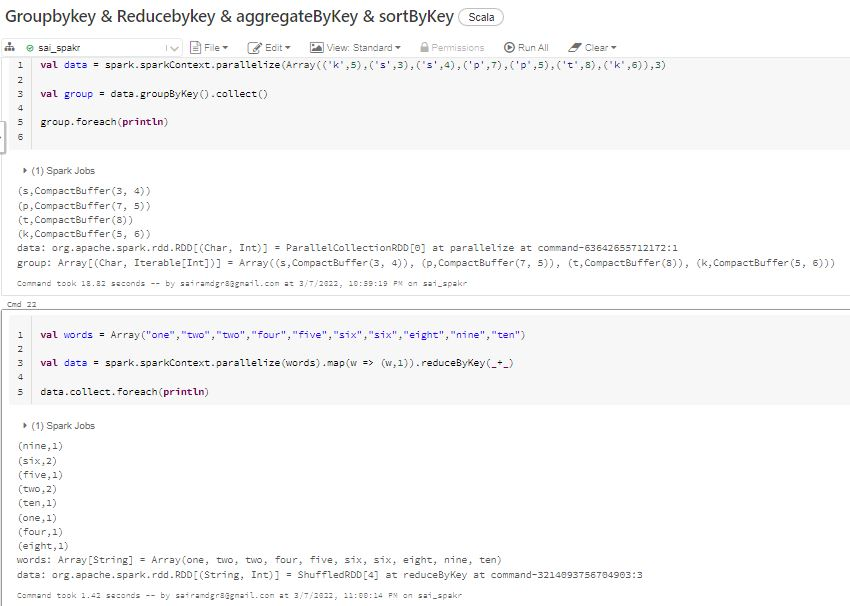 Groupbykey & Reducebykey & aggregateByKey & sortByKey Scala
sai_spakr File Edit View: Standard Permissions Run All Clear
1 val data = spark.sparkContext.parallelize(Array(('k',5),('s',3),('s',4),('p',7),('p',5),('t',8),('k',6)),3)
2
3 val group = data.groupByKey().collect()
4
5 group.foreach(println)
6
(1) Spark Jobs
(s,CompactBuffer(3, 4))
(p,CompactBuffer(7, 5))
(t,CompactBuffer(8))
(k,CompactBuffer(5, 6))
data: org.apache.spark.rdd.RDD[(Char, Int)] = ParallelCollectionRDD[0] at parallelize at command-63642655712172:1
group: Array[(Char, Iterable[Int])] = Array((s,CompactBuffer(3, 4)), (p,CompactBuffer(7, 5)), (t,CompactBuffer(8)), (k,CompactBuffer(5, 6)))
Command took 18.82 seconds -- by sairamdgr8@gmail.com at 3/7/2022, 10:59:19 PM on sai_spakr
Cmd 22
1 val words = Array("one","two","two","four","five","six","six","eight","nine","ten")
2
3 val data = spark.sparkContext.parallelize(words).map(w => (w,1)).reduceByKey(_+_)
4
5 data.collect.foreach(println)
(1) Spark Jobs
(nine,1)
(six,2)
(five,1)
(two,2)
(ten,1)
(one,1)
(four,1)
(eight,1)
words: Array[String] = Array(one, two, two, four, five, six, six, eight, nine, ten)
data: org.apache.spark.rdd.RDD[(String, Int)] = ShuffledRDD[4] at reduceByKey at command-3214093756704903:3
Command took 1.42 seconds -- by sairamdgr8@gmail.com at 3/7/2022, 11:00:14 PM on sai_spakr